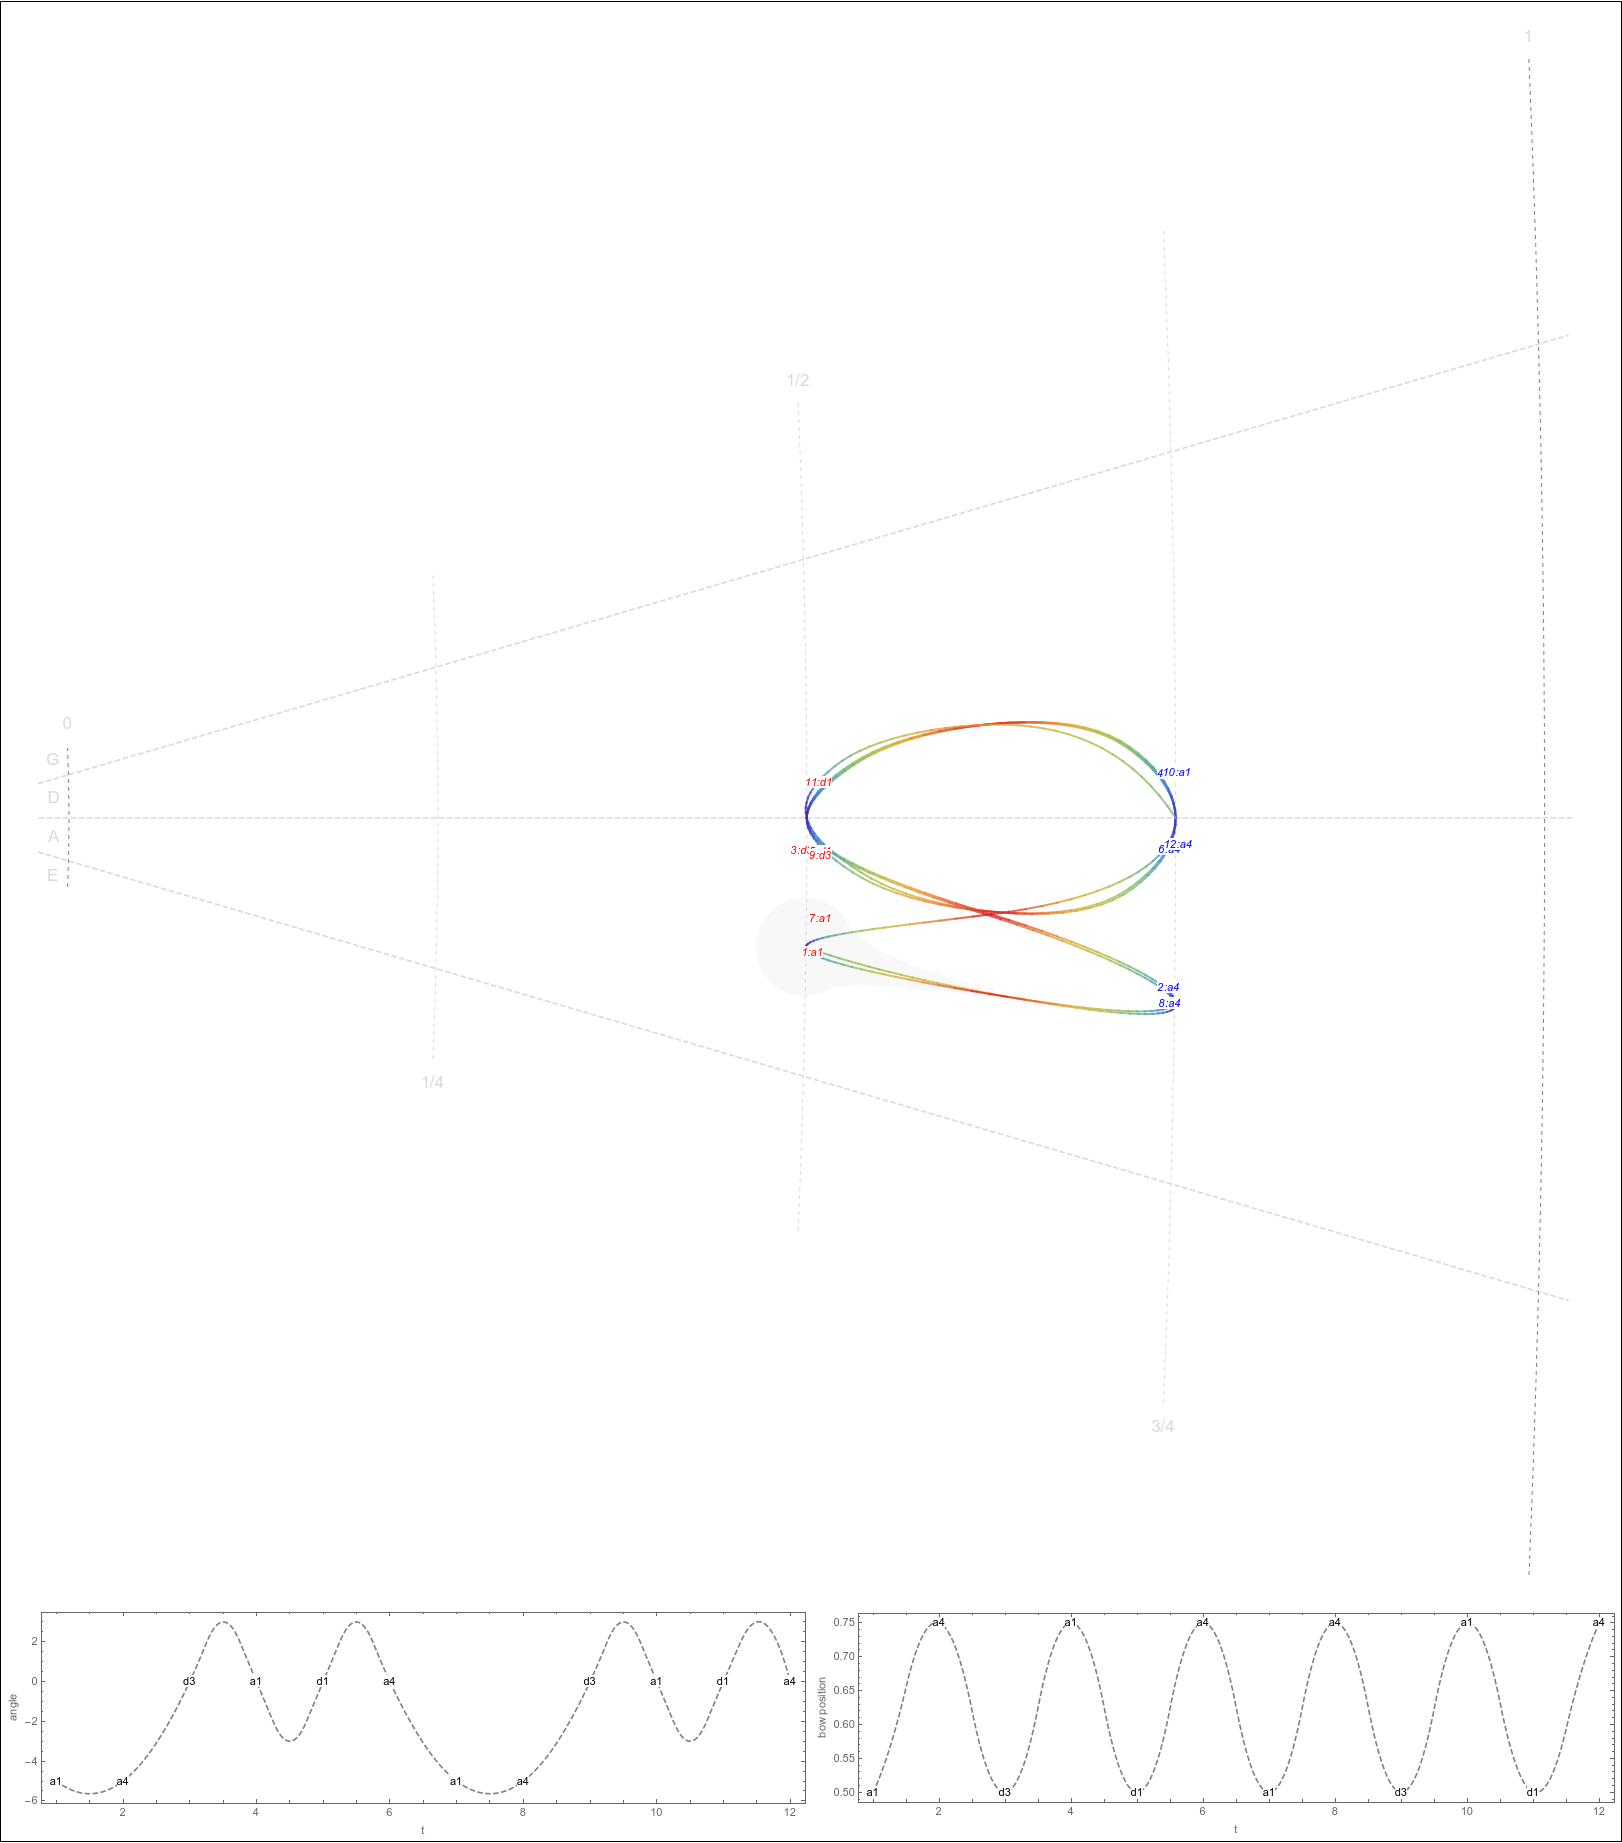 1
1/2
0
G
D
A
E
11:d1
410:a1
12:a4
3:d
9:d3
7:a1
1:a1
2:a4
8:a4
1/4
3/4
angle
2
0
−2
−4
−6
a1 a4 d3 a1 d1 a4 a1 a4 d3 a1 d1 a4
2 4 6 8 10 12
t
bow position
0.75
0.70
0.65
0.60
0.55
0.50
a4 a1 a4 a4 a1 a4
a1 d3 d1 a1 d3 d1
2 4 6 8 10 12
t